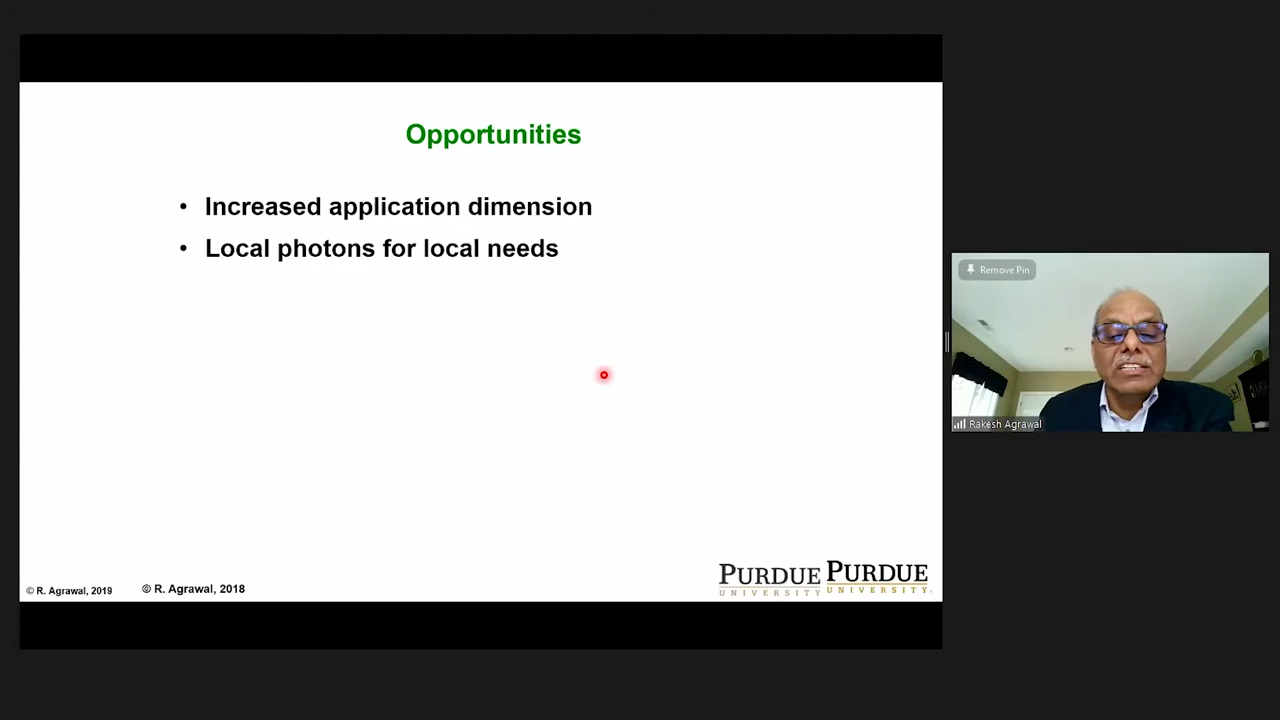 Opportunities
• Increased application dimension
• Local photons for local needs
Remove Pin
Rakesh Agrawal
© R. Agrawal, 2019
© R. Agrawal, 2018
PURDUE
UNIVERSITY
PURDUE
UNIVERSITY